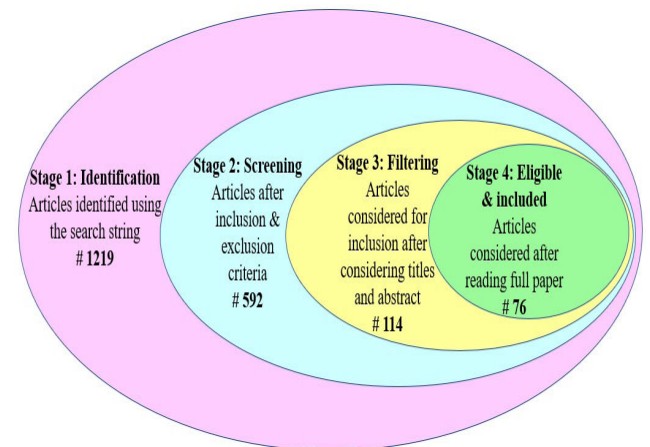 Stage 1: Identification
Articles identified using
the search string
# 1219
Stage 2: Screening
Articles after
inclusion &
exclusion
criteria
# 592
Stage 3: Filtering
Articles
considered for
inclusion after
considering titles
and abstract
# 114
Stage 4: Eligible
& included
Articles
considered after
reading full paper
# 76